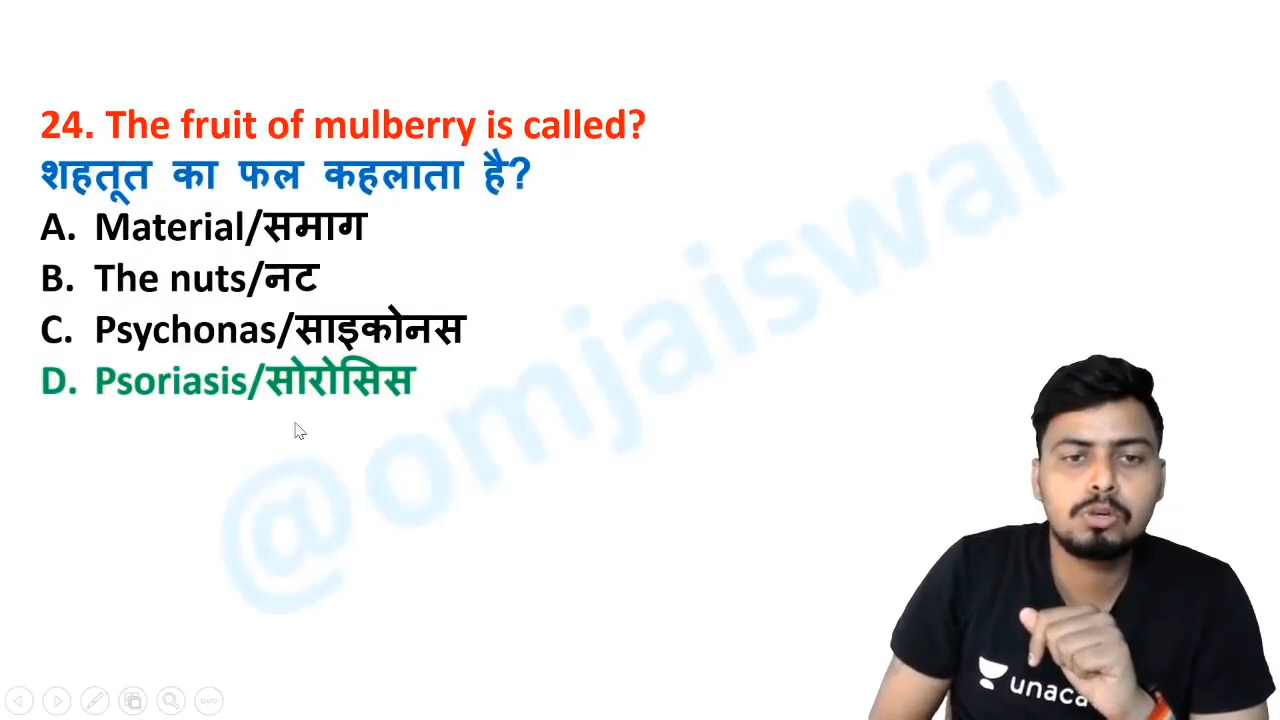 24. The fruit of mulberry is called?
शहतूत का फल कहलाता है?
A. Material/समाग
B. The nuts/नट
C. Psychonas/साइकोनस
D. Psoriasis/सोरोसिस
@omjaiswal
unaca